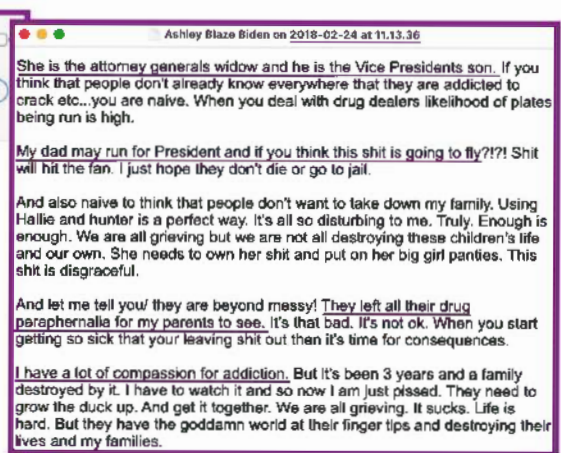 Ashley Blaze Biden on 2018-02-24 at 11.13.36
She is the attorney generals widow and he is the Vice Presidents son. If you
think that people don't already know everywhere that they are addicted to
crack etc...you are naive. When you deal with drug dealers likelihood of plates
being run is high.
My dad may run for President and if you think this shit is going to fly?!?! Shit
will hit the fan. I just hope they don't die or go to jail.
And also naive to think that people don't want to take down my family. Using
Hallie and hunter is a perfect way. It's all so disturbing to me. Truly. Enough is
enough. We are all grieving but we are not all destroying these children's life
and our own. She needs to own her shit and put on her big girl panties. This
shit is disgraceful.
And let me tell you/ they are beyond messy! They left all their drug
paraphernalia for my parents to see. It's that bad. It's not ok. When you start
getting so sick that your leaving shit out then it's time for consequences.
I have a lot of compassion for addiction. But it's been 3 years and a family
destroyed by it. I have to watch it and so now I am just pissed. They need to
grow the duck up. And get it together. We are all grieving. It sucks. Life is
hard. But they have the goddamn world at their finger tips and destroying their
lives and my families.